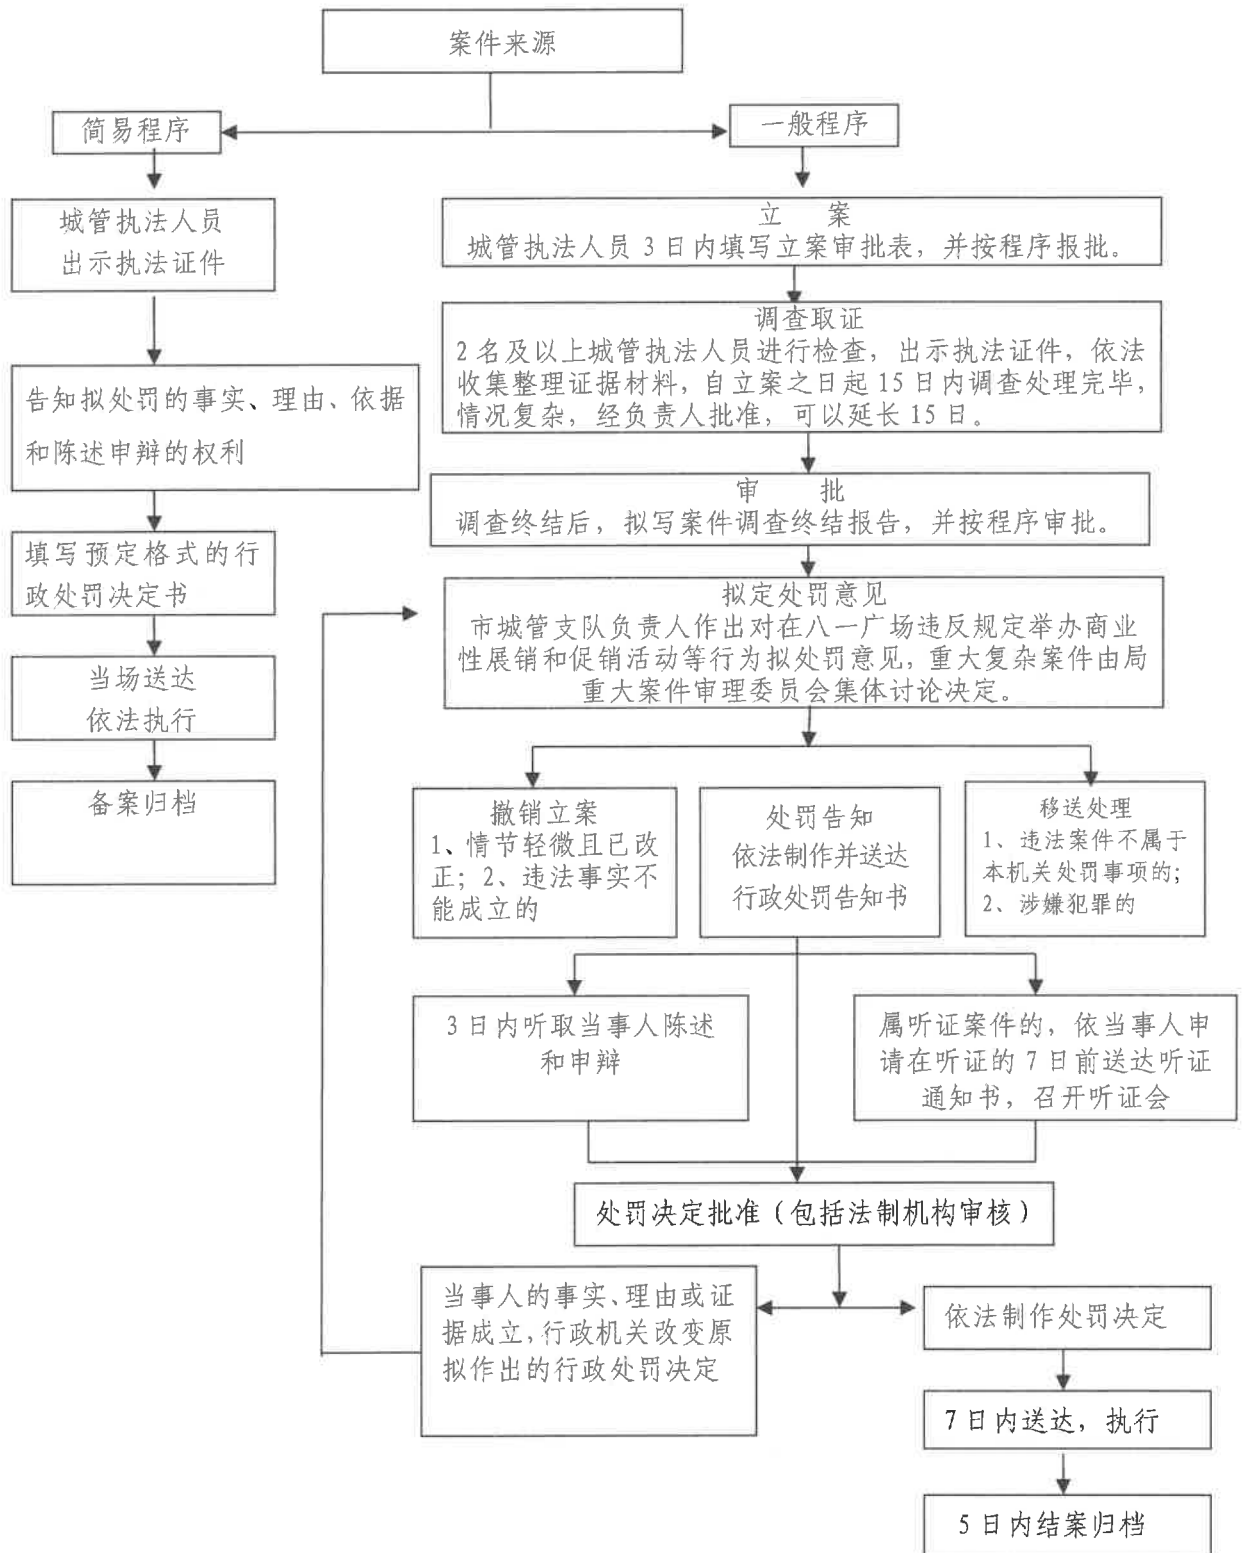 案件来源
简易程序
一般程序
城管执法人员
出示执法证件
告知拟处罚的事实、理由、依据
和陈述申辩的权利
填写预定格式的行
政处罚决定书
当场送达
依法执行
备案归档
立 案
城管执法人员3日内填写立案审批表，并按程序报批。
调查取证
2名及以上城管执法人员进行检查，出示执法证件，依法
收集整理证据材料，自立案之日起15日内调查处理完毕，
情况复杂，经负责人批准，可以延长15日。
审 批
调查终结后，拟写案件调查终结报告，并按程序审批。
拟定处罚意见
市城管支队负责人作出对在八一广场违反规定举办商业
性展销和促销活动等行为拟处罚意见，重大复杂案件由局
重大案件审理委员会集体讨论决定。
撤销立案
1、情节轻微且已改
正；2、违法事实不
能成立的
处罚告知
依法制作并送达
行政处罚告知书
移送处理
1、违法案件不属于
本机关处罚事项的；
2、涉嫌犯罪的
3日内听取当事人陈述
和申辩
属听证案件的，依当事人申
请在听证的7日前送达听证
通知书，召开听证会
处罚决定批准（包括法制机构审核）
当事人的事实、理由或证
据成立，行政机关改变原
拟作出的行政处罚决定
依法制作处罚决定
7日内送达，执行
5日内结案归档